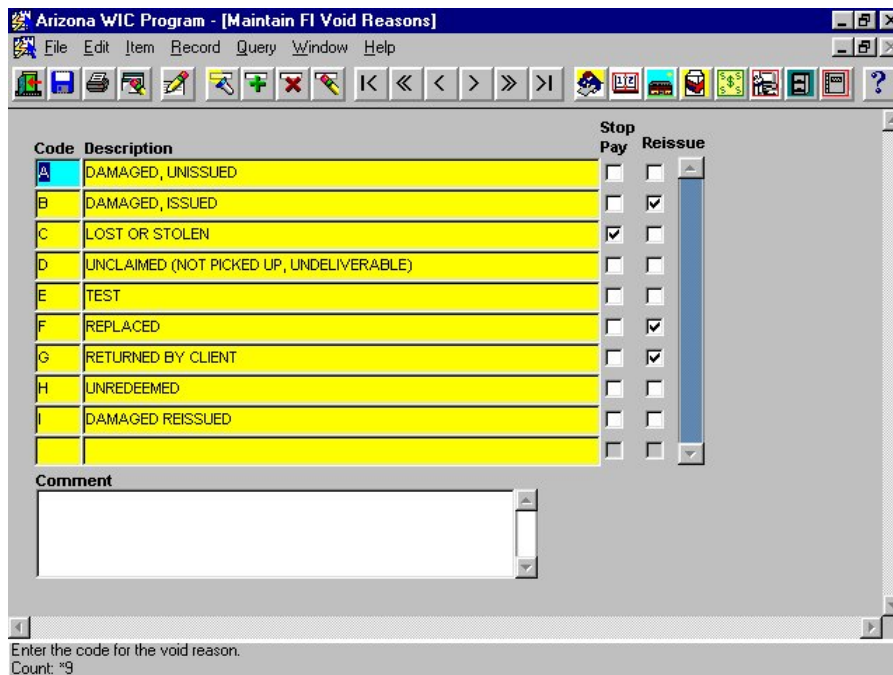 Arizona WIC Program - [Maintain FI Void Reasons]
File Edit Item Record Query Window Help
Stop
Code Description Pay Reissue
A DAMAGED, UNISSUED
B DAMAGED, ISSUED
C LOST OR STOLEN
D UNCLAIMED (NOT PICKED UP, UNDELIVERABLE)
E TEST
F REPLACED
G RETURNED BY CLIENT
H UNREDEEMED
I DAMAGED REISSUED
Comment
Enter the code for the void reason.
Count: *9